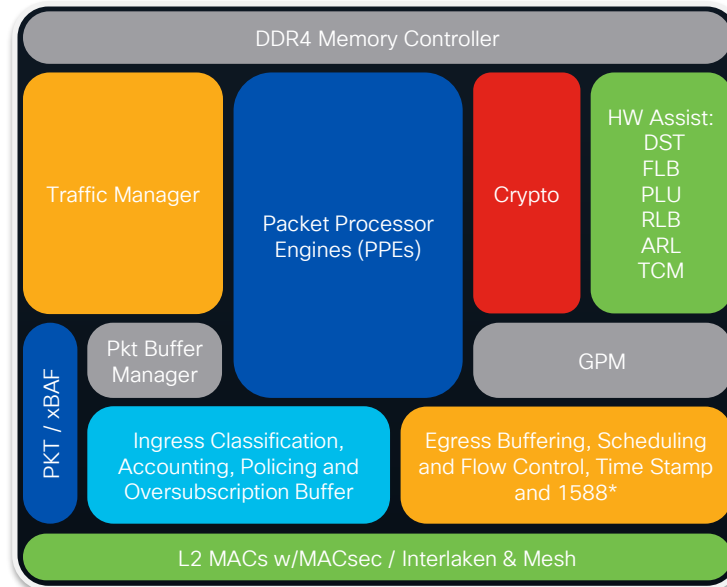 DDR4 Memory Controller
Traffic Manager
Packet Processor
Engines (PPEs)
Crypto
HW Assist:
DST
FLB
PLU
RLB
ARL
TCM
PKT / xBAF
Pkt Buffer
Manager
GPM
Ingress Classification,
Accounting, Policing and
Oversubscription Buffer
Egress Buffering, Scheduling
and Flow Control, Time Stamp
and 1588*
L2 MACs w/MACsec / Interlaken & Mesh